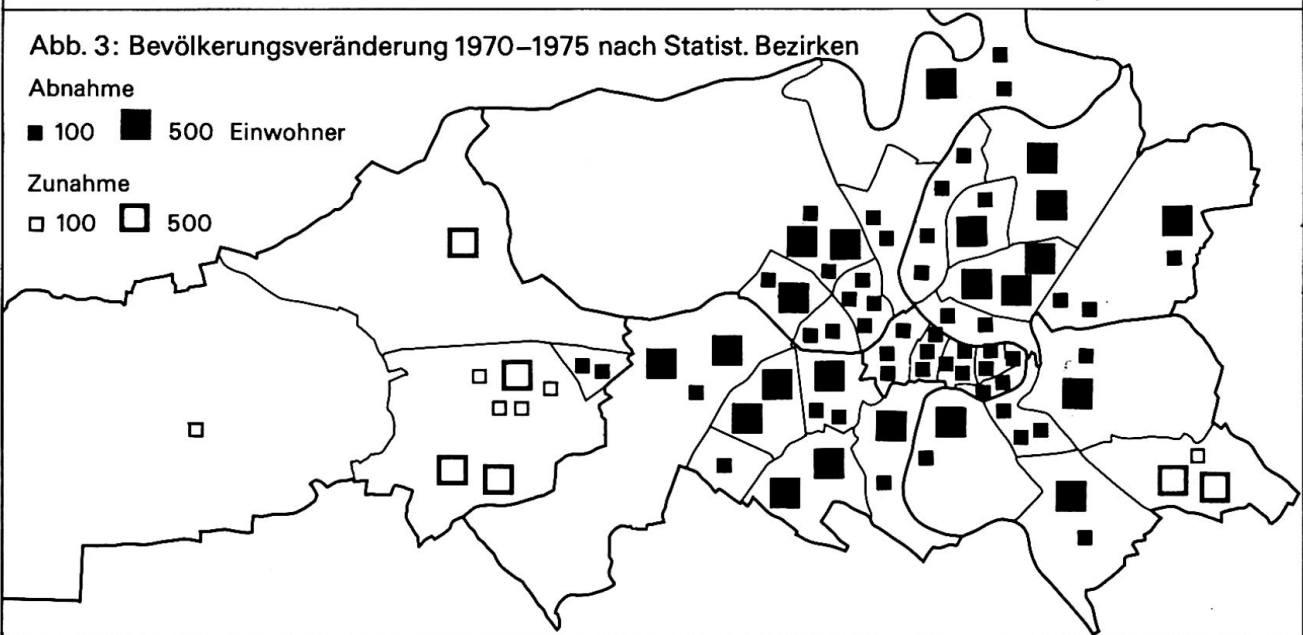 Abb. 3: Bevölkerungsveränderung 1970–1975 nach Statist. Bezirken
Abnahme
100 500 Einwohner
Zunahme
100 500